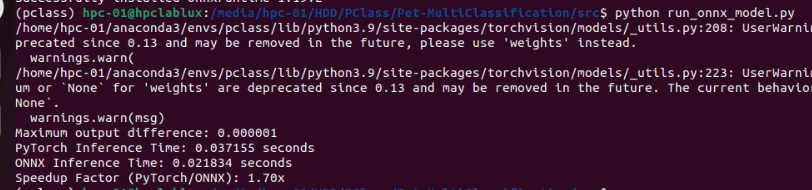 Successfully installed onnxruntime-1.19.2
(pclass) hpc-01@hpclablux:/media/hpc-01/HDD/PClass/Pet-MultiClassification/src$ python run_onnx_model.py
/home/hpc-01/anaconda3/envs/pclass/lib/python3.9/site-packages/torchvision/models/_utils.py:208: UserWarnin
precated since 0.13 and may be removed in the future, please use 'weights' instead.
  warnings.warn(
/home/hpc-01/anaconda3/envs/pclass/lib/python3.9/site-packages/torchvision/models/_utils.py:223: UserWarnin
um or `None` for 'weights' are deprecated since 0.13 and may be removed in the future. The current behavior
None`.
  warnings.warn(msg)
Maximum output difference: 0.000001
PyTorch Inference Time: 0.037155 seconds
ONNX Inference Time: 0.021834 seconds
Speedup Factor (PyTorch/ONNX): 1.70x